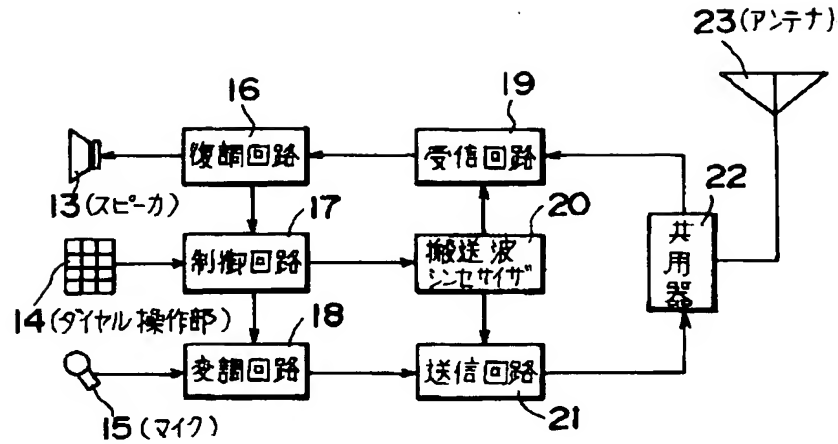 23(アンテナ)
16
19
復調回路
受信回路
22
13(スピーカ)
17
20
共用器
制御回路
搬送波
シンセサイザ
14(ダイヤル操作部)
18
変調回路
送信回路
15(マイク)
21